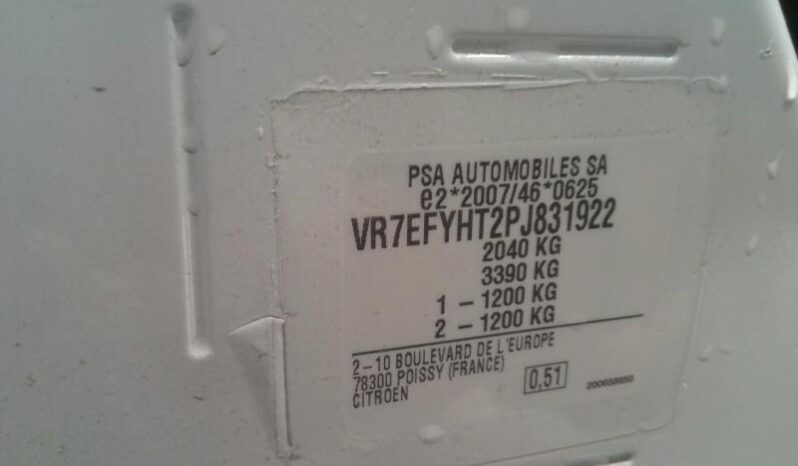 PSA AUTOMOBILES SA
e2*2007/46*0625
VR7EFYHT2PJ831922
2040 KG
3390 KG
1 – 1200 KG
2 – 1200 KG
2–10 BOULEVARD DE L'EUROPE
78300 POISSY (FRANCE)
CITROEN
0,51